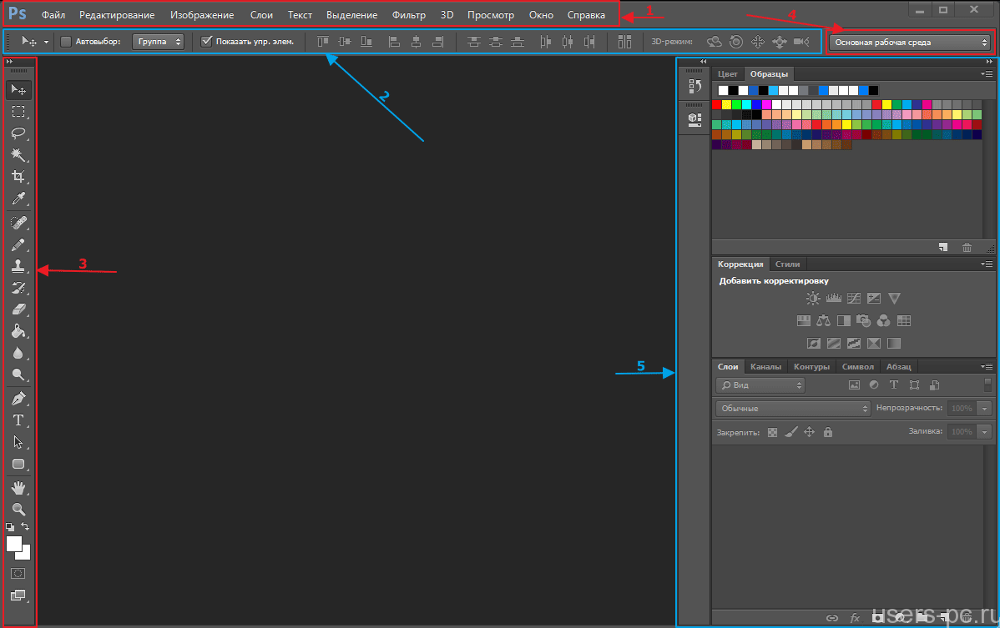 Ps Файл Редактирование Изображение Слои Текст Выделение Фильтр 3D Просмотр Окно Справка 1
4
Автовыбор: Группа Показать упр. элем. 3D-режим: Основная рабочая среда
2
Цвет Образцы
3
Коррекция Стили
Добавить корректировку
5
Слои Каналы Контуры Символ Абзац
Вид T
Обычные Непрозрачность: 100%
T
Закрепить: Заливка: 100%
fx
users-pc.ru